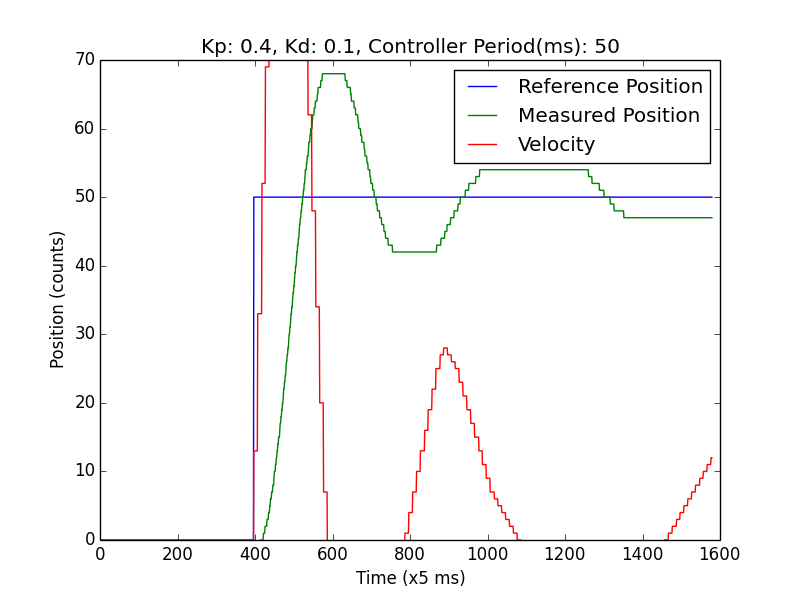 Kp: 0.4, Kd: 0.1, Controller Period(ms): 50
Reference Position
Measured Position
Velocity
Position (counts)
70
60
50
40
30
20
10
0
0 200 400 600 800 1000 1200 1400 1600
Time (x5 ms)